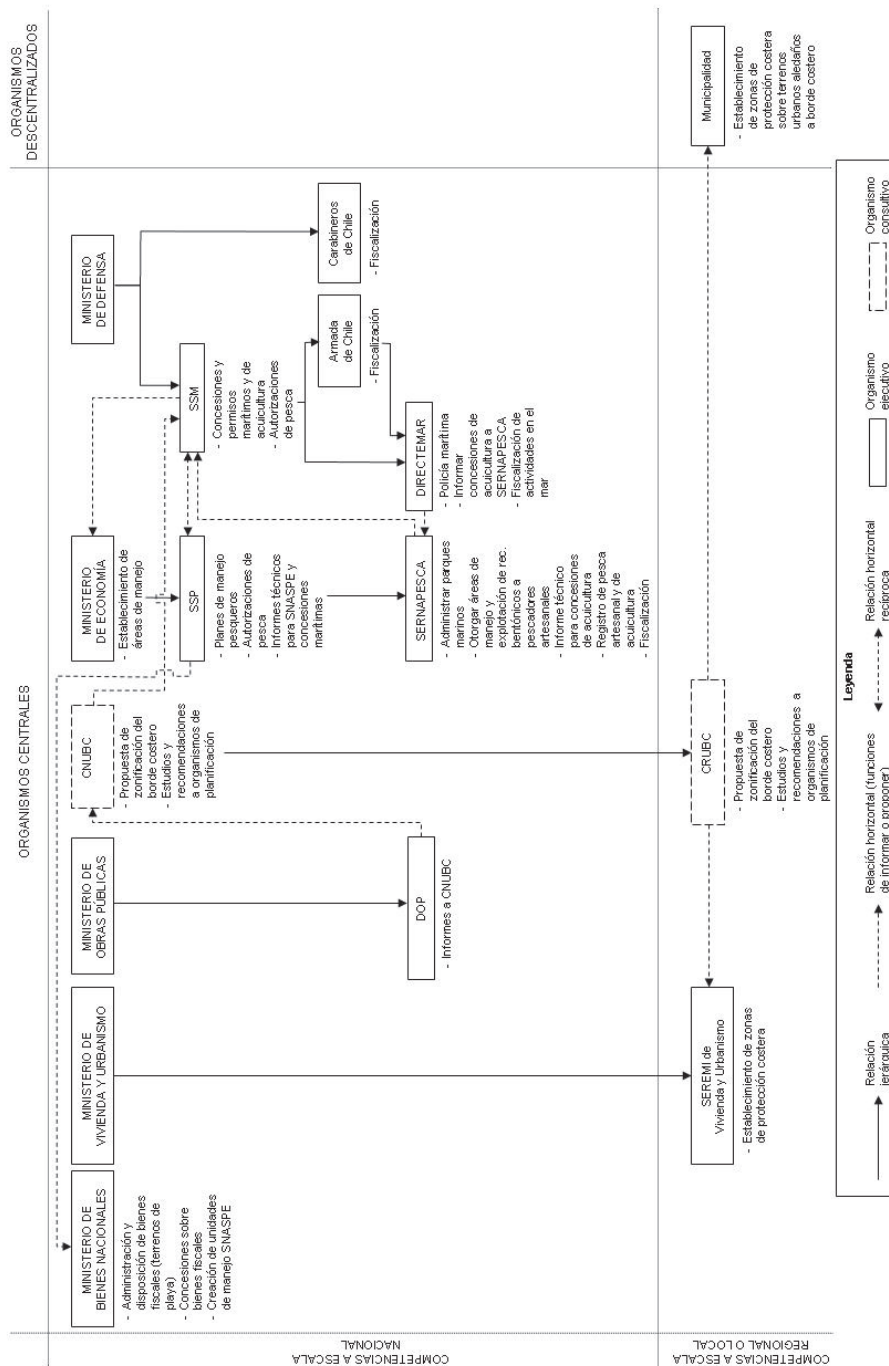 ORGANISMOS CENTRALES
ORGANISMOS
DESCENTRALIZADOS
COMPETENCIAS A ESCALA
NACIONAL
MINISTERIO DE
BIENES NACIONALES
- Administración y
disposición de bienes
fiscales (terrenos de
playa)
- Concesiones sobre
bienes fiscales
- Creación de unidades
de manejo SNASPE
MINISTERIO DE
VIVIENDA Y URBANISMO
MINISTERIO DE
OBRAS PÚBLICAS
DOP
- Informes a CNUBC
CNUBC
- Propuesta de
zonificación del
borde costero
- Estudios y
recomendaciones
a organismos de
planificación
MINISTERIO
DE ECONOMÍA
- Establecimiento de
áreas de manejo
SSP
- Planes de manejo
pesqueros
- Autorizaciones de
pesca
- Informes técnicos
para SNASPE y
concesiones
marítimas
SERNAPESCA
- Administrar parques
marinos
- Otorgar áreas de
manejo y
explotación de rec.
bentónicos a
pescadores
artesanales
- Informe técnico
para concesiones
de acuicultura
- Registro de pesca
artesanal y de
acuicultura
- Fiscalización
MINISTERIO
DE DEFENSA
SSM
- Concesiones y
permisos
marítimos y de
acuicultura
- Autorizaciones
de pesca
Armada
de Chile
- Fiscalización
Carabineros
de Chile
- Fiscalización
DIRECTEMAR
- Policía marítima
- Informar
concesiones de
acuicultura a
SERNAPESCA
- Fiscalización de
actividades en el
mar
COMPETENCIAS A ESCALA
REGIONAL O LOCAL
SEREMI de
Vivienda y Urbanismo
- Establecimiento de zonas
de protección costera
CRUBC
- Propuesta de
zonificación del
borde costero
- Estudios y
recomendaciones a
organismos de
planificación
Municipalidad
- Establecimiento
de zonas de
protección costera
sobre terrenos
urbanos aledaños
a borde costero
Leyenda
Relación
jerárquica
Relación horizontal (funciones
de informar o proponer)
Relación horizontal
recíproca
Organismo
ejecutivo
Organismo
consultivo